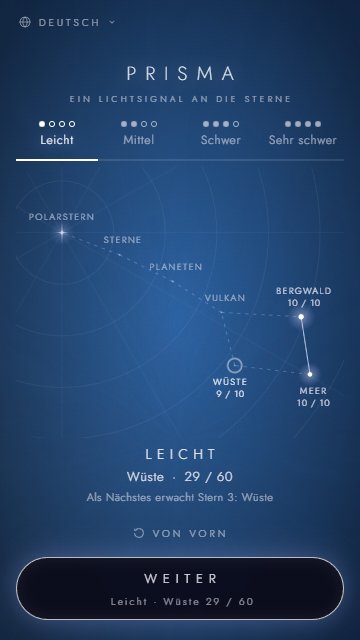 DEUTSCH
PRISMA
EIN LICHTSIGNAL AN DIE STERNE
Leicht
Mittel
Schwer
Sehr schwer
POLARSTERN
STERNE
PLANETEN
VULKAN
BERGWALD
10 / 10
WÜSTE
9 / 10
MEER
10 / 10
LEICHT
Wüste · 29 / 60
Als Nächstes erwacht Stern 3: Wüste
VON VORN
WEITER
Leicht · Wüste 29 / 60